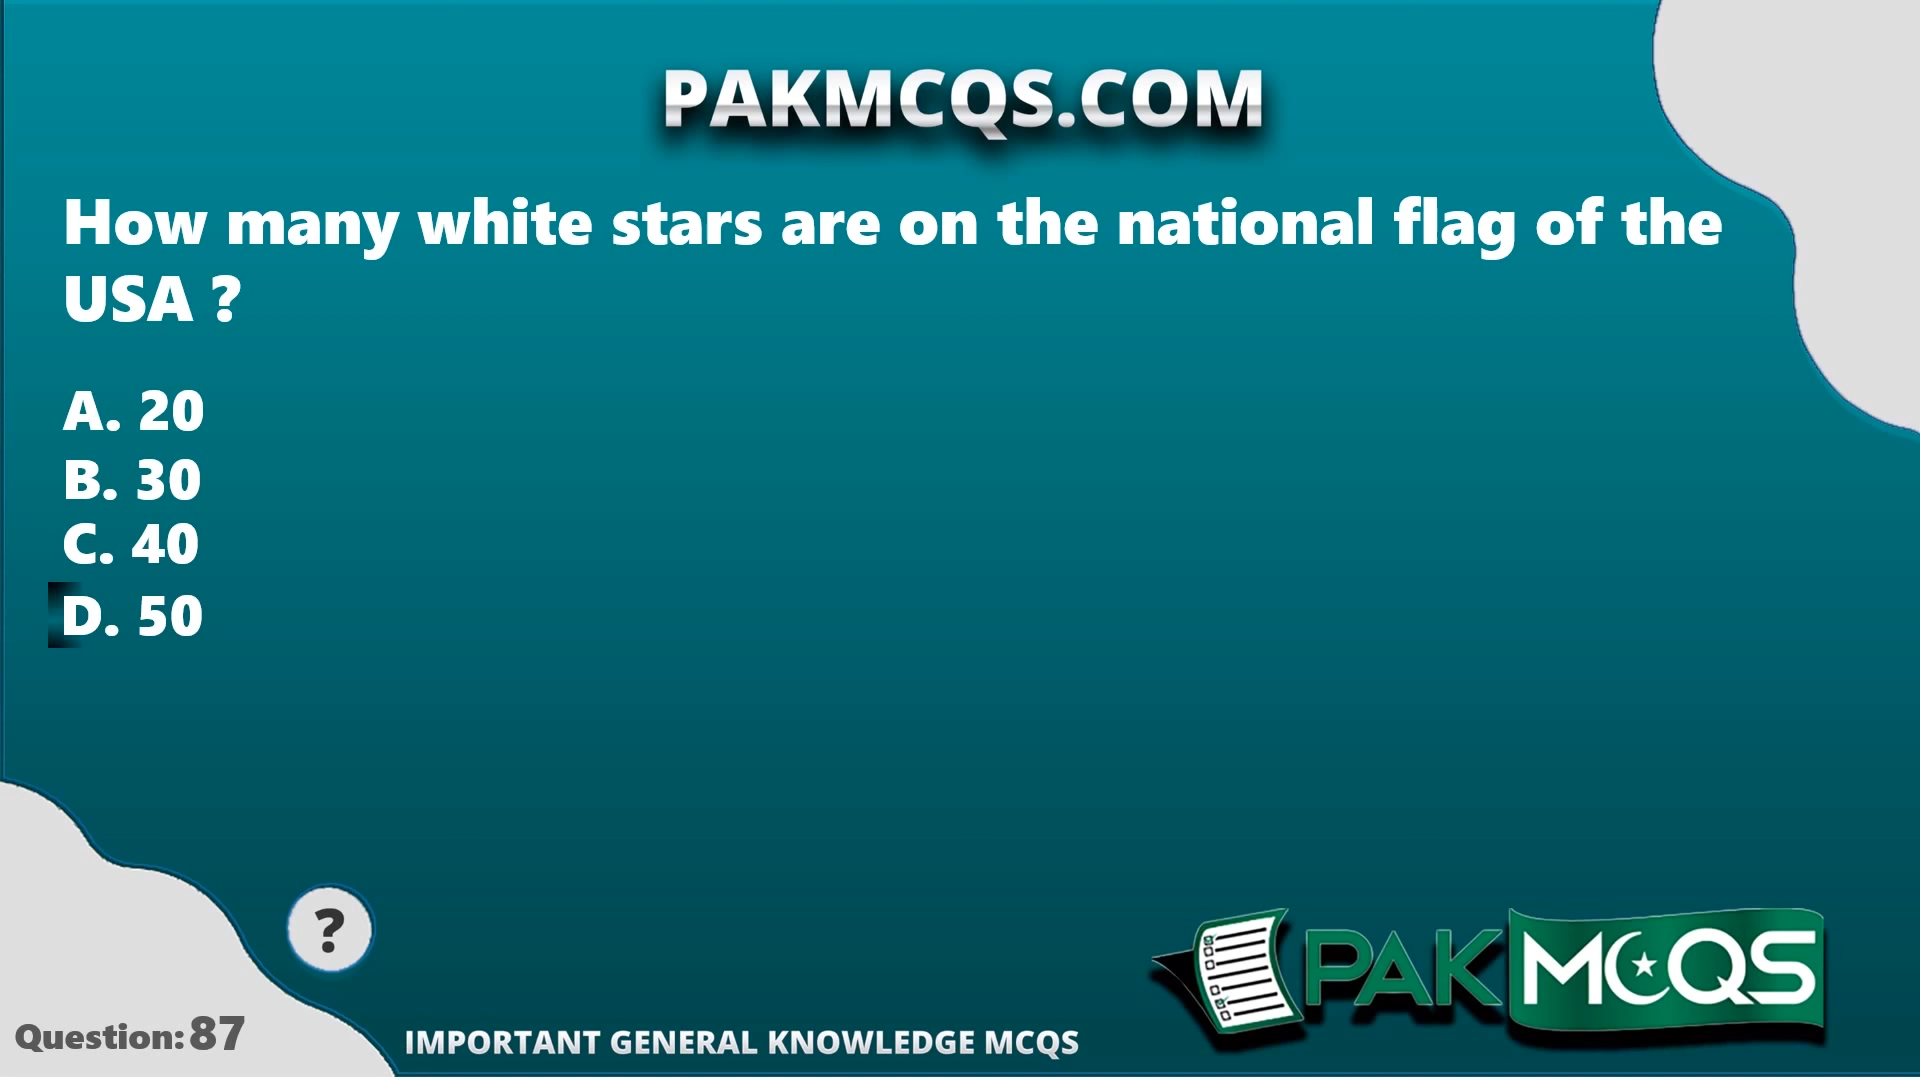 PAKMCQS.COM
How many white stars are on the national flag of the
USA ?
A. 20
B. 30
C. 40
D. 50
?
Question: 87
IMPORTANT GENERAL KNOWLEDGE MCQS
PAKMCQS